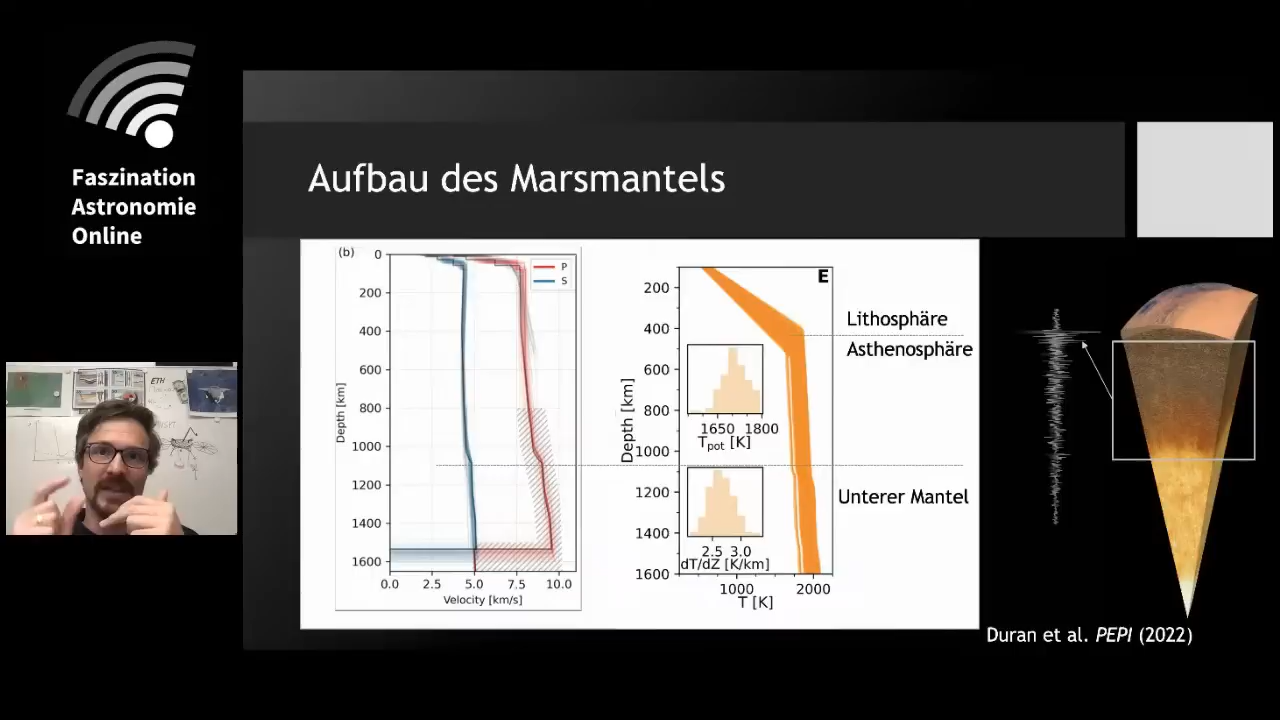 Faszination
Astronomie
Online
Aufbau des Marsmantels
(b)
P
S
0
200
400
600
800
1000
1200
1400
1600
Depth [km]
0.0 2.5 5.0 7.5 10.0
Velocity [km/s]
E
200
400
600
800
1000
1200
1400
1600
Depth [km]
1650 1800
Tpot [K]
2.5 3.0
dT/dZ [K/km]
1000 2000
T [K]
Lithosphäre
Asthenosphäre
Unterer Mantel
ETH
Duran et al. PEPI (2022)